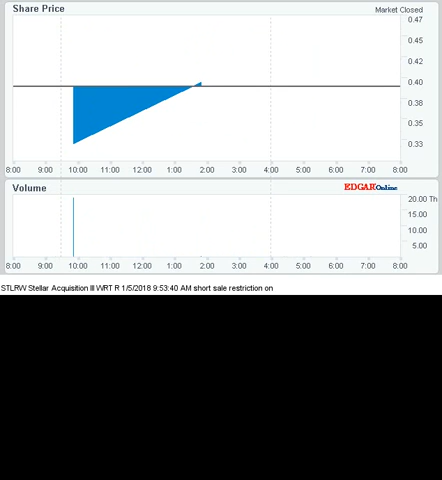 Share Price Market Closed
0.47
0.45
0.42
0.40
0.38
0.35
0.33
8:00 9:00 10:00 11:00 12:00 1:00 2:00 3:00 4:00 5:00 6:00 7:00 8:00
Volume EDGAROnline
20.00 Th
15.00
10.00
5.00
8:00 9:00 10:00 11:00 12:00 1:00 2:00 3:00 4:00 5:00 6:00 7:00 8:00
STLRW Stellar Acquisition III WRT R 1/5/2018 9:53:40 AM short sale restriction on